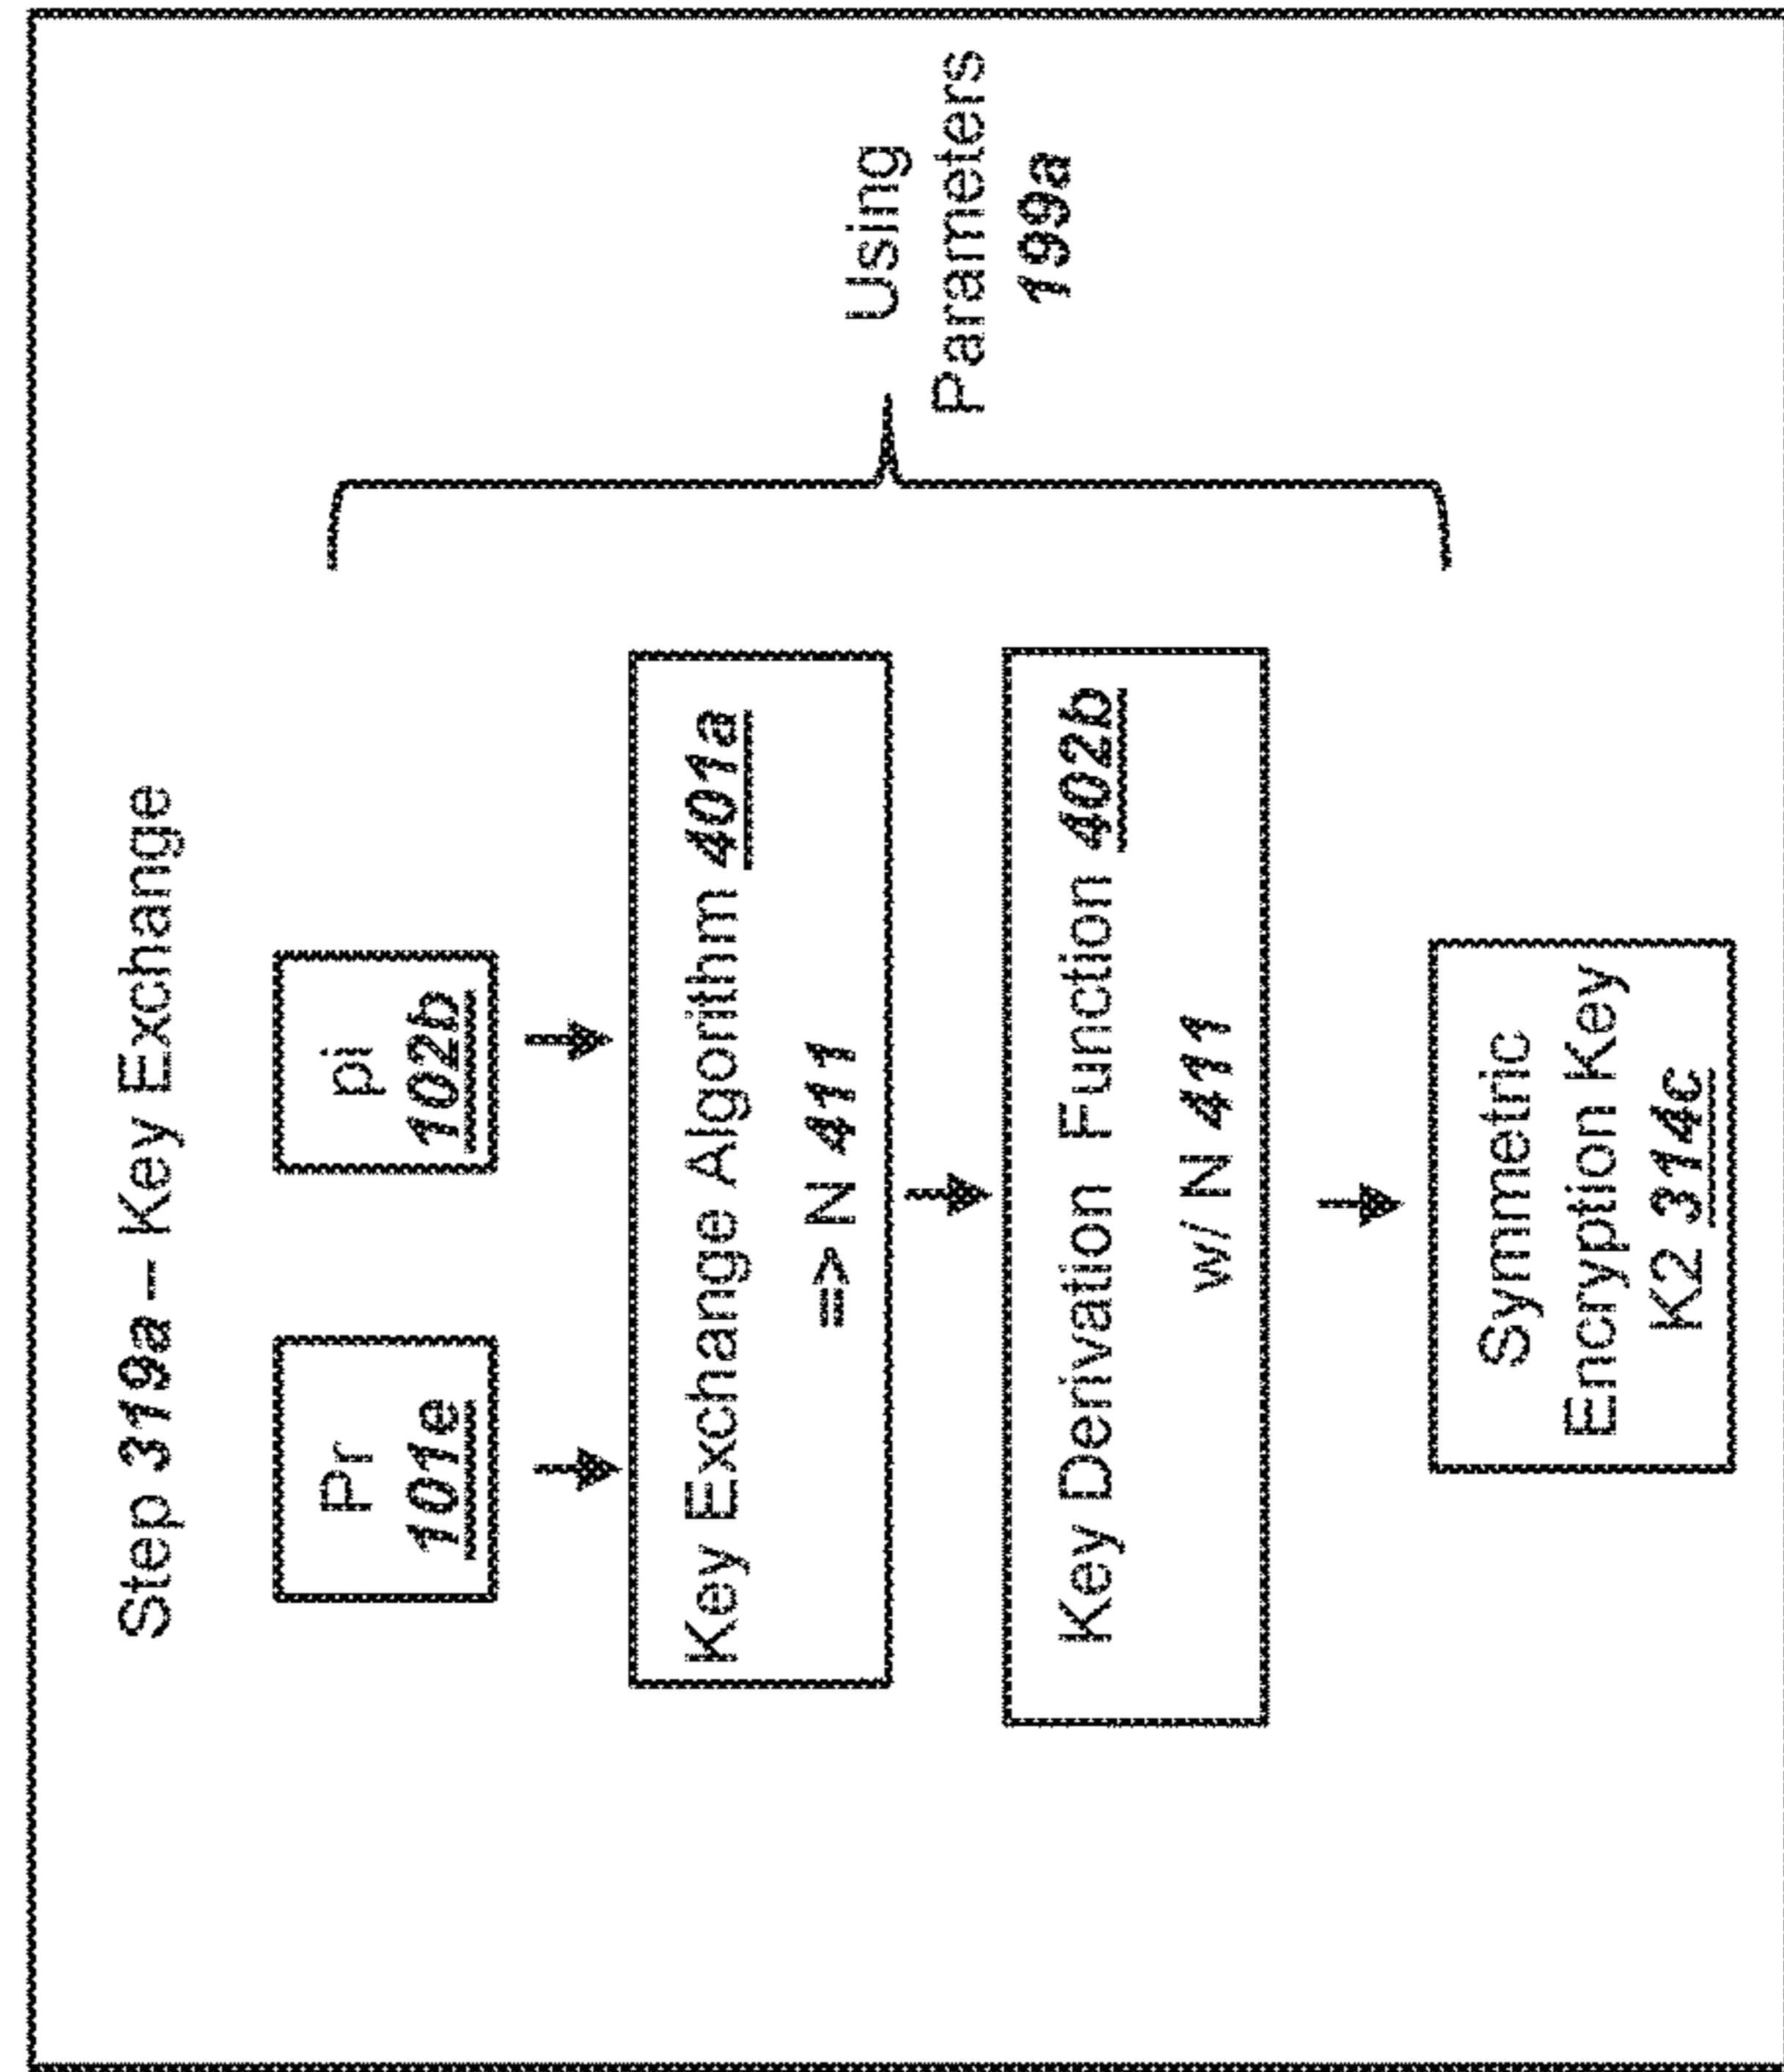 Step 319a – Key Exchange
Pr
101e
pi
102b
Key Exchange Algorithm 401a
=> N 411
Key Derivation Function 402b
w/ N 411
Symmetric
Encryption Key
K2 314c
Using
Parameters
199a